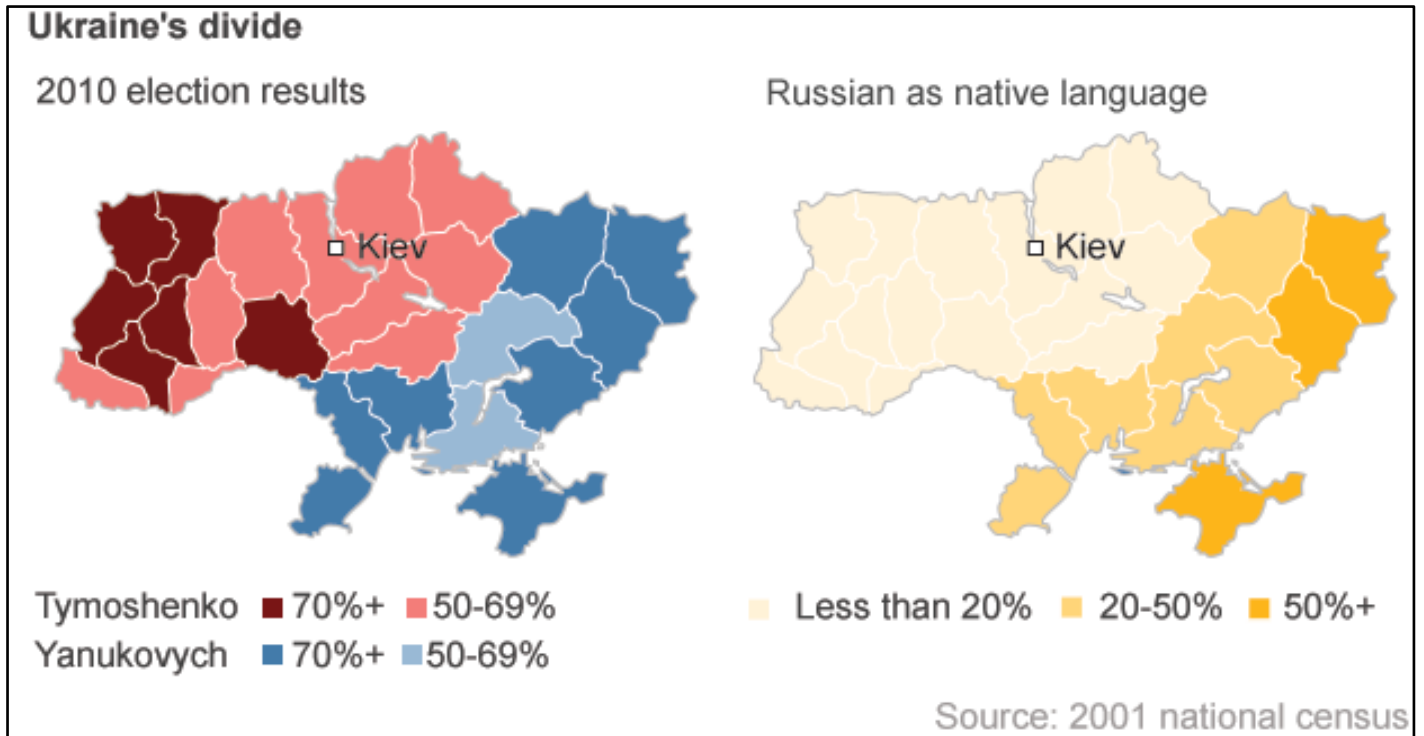 Ukraine's divide
2010 election results
Russian as native language
Kiev
Kiev
Tymoshenko 70%+ 50-69%
Yanukovych 70%+ 50-69%
Less than 20% 20-50% 50%+
Source: 2001 national census